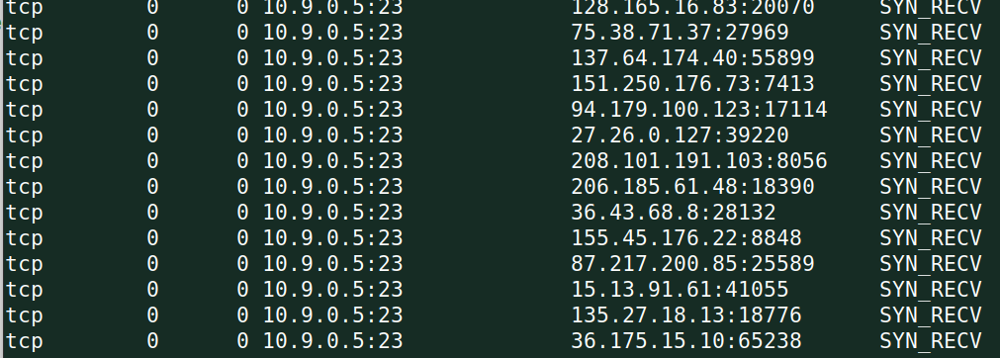 tcp 0 0 10.9.0.5:23 128.165.16.83:20070 SYN_RECV
tcp 0 0 10.9.0.5:23 75.38.71.37:27969 SYN_RECV
tcp 0 0 10.9.0.5:23 137.64.174.40:55899 SYN_RECV
tcp 0 0 10.9.0.5:23 151.250.176.73:7413 SYN_RECV
tcp 0 0 10.9.0.5:23 94.179.100.123:17114 SYN_RECV
tcp 0 0 10.9.0.5:23 27.26.0.127:39220 SYN_RECV
tcp 0 0 10.9.0.5:23 208.101.191.103:8056 SYN_RECV
tcp 0 0 10.9.0.5:23 206.185.61.48:18390 SYN_RECV
tcp 0 0 10.9.0.5:23 36.43.68.8:28132 SYN_RECV
tcp 0 0 10.9.0.5:23 155.45.176.22:8848 SYN_RECV
tcp 0 0 10.9.0.5:23 87.217.200.85:25589 SYN_RECV
tcp 0 0 10.9.0.5:23 15.13.91.61:41055 SYN_RECV
tcp 0 0 10.9.0.5:23 135.27.18.13:18776 SYN_RECV
tcp 0 0 10.9.0.5:23 36.175.15.10:65238 SYN_RECV